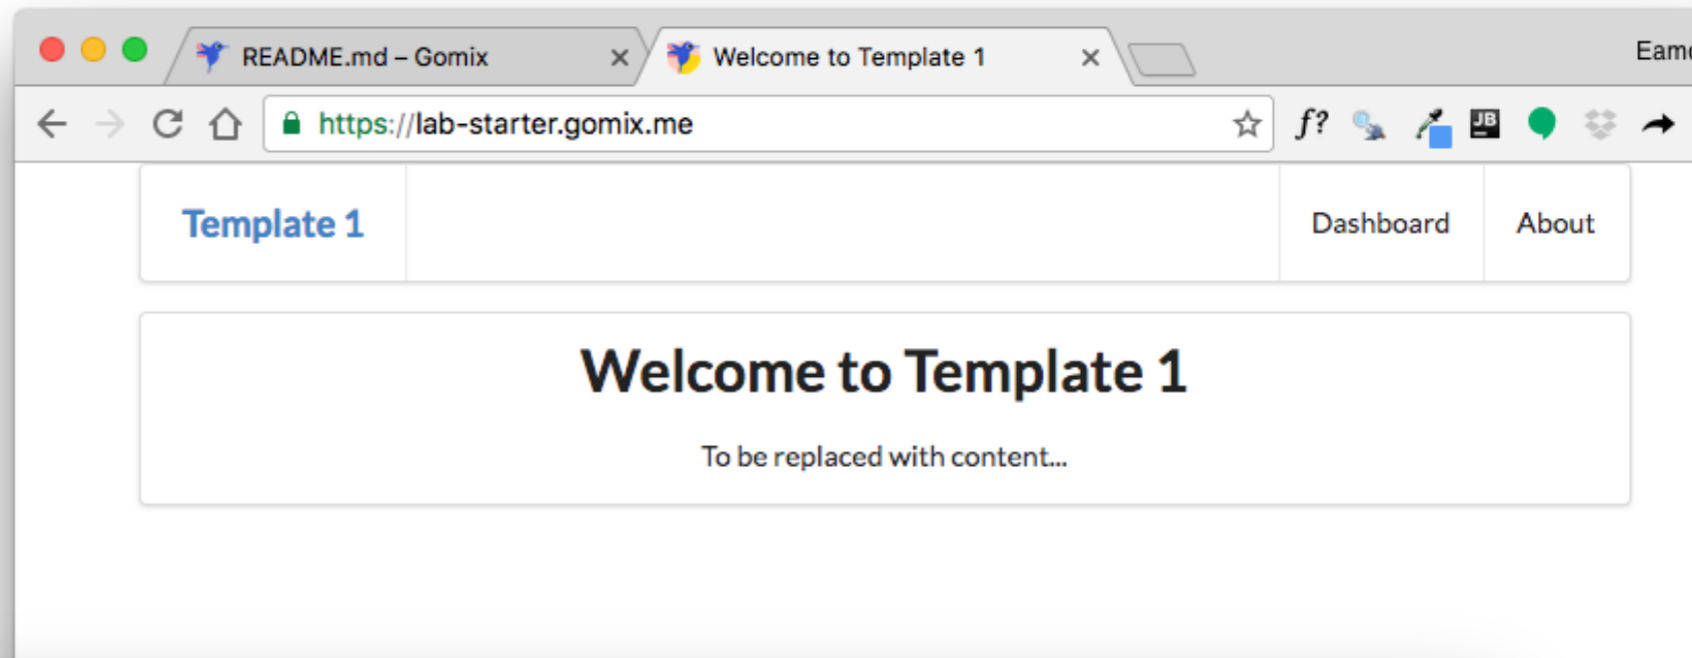 README.md – Gomix
Welcome to Template 1
https://lab-starter.gomix.me
f?
JB
Template 1
Dashboard
About
Welcome to Template 1
To be replaced with content...